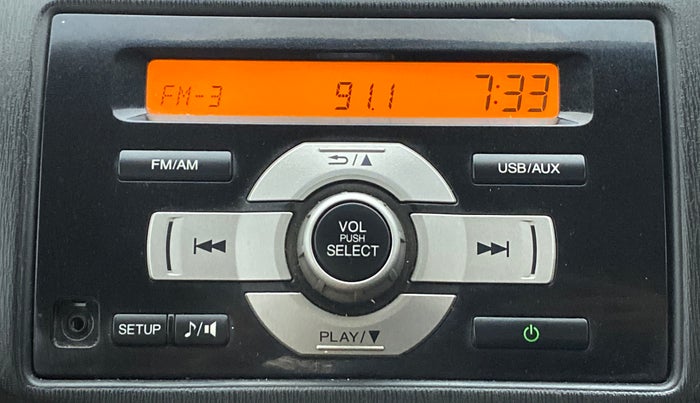 FM-3 91.1 7:33
FM/AM
USB/AUX
VOL
PUSH
SELECT
SETUP
PLAY/▼